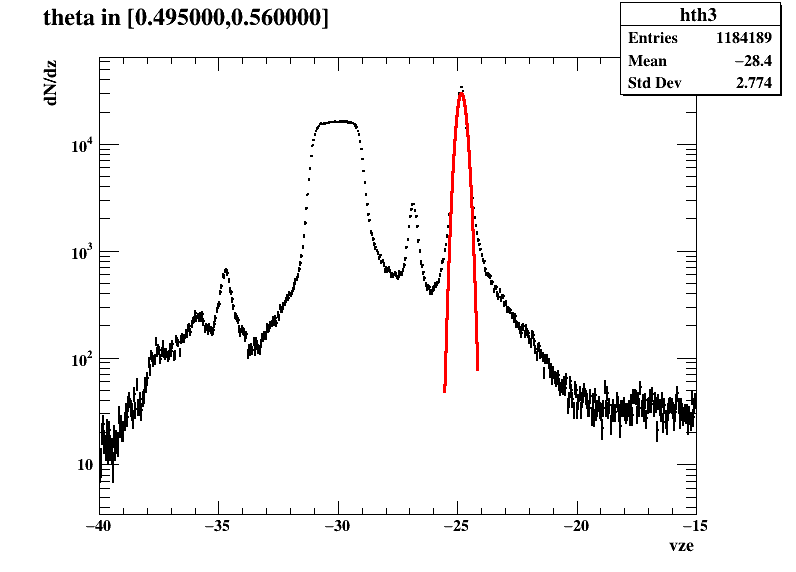 theta in [0.495000,0.560000]
hth3
Entries 1184189
Mean −28.4
Std Dev 2.774
dN/dz
10⁴
10³
10²
10
−40 −35 −30 −25 −20 −15
vze